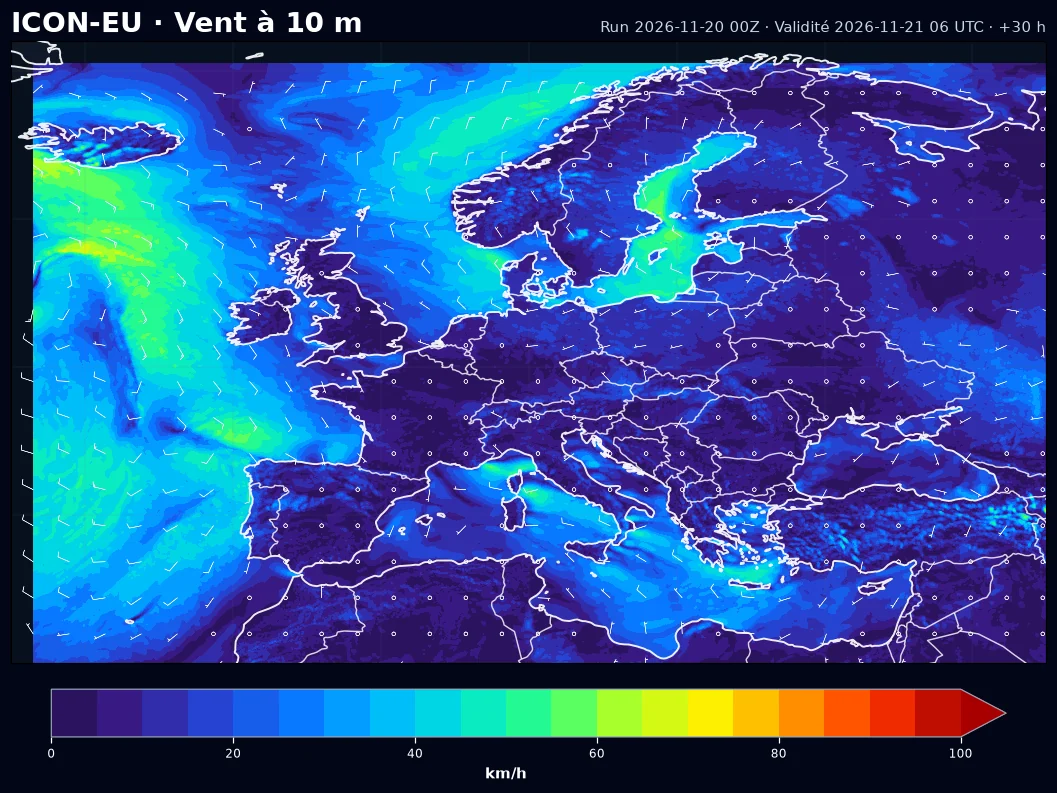 ICON-EU · Vent à 10 m
Run 2026-11-20 00Z · Validité 2026-11-21 06 UTC · +30 h
0 20 40 60 80 100
km/h